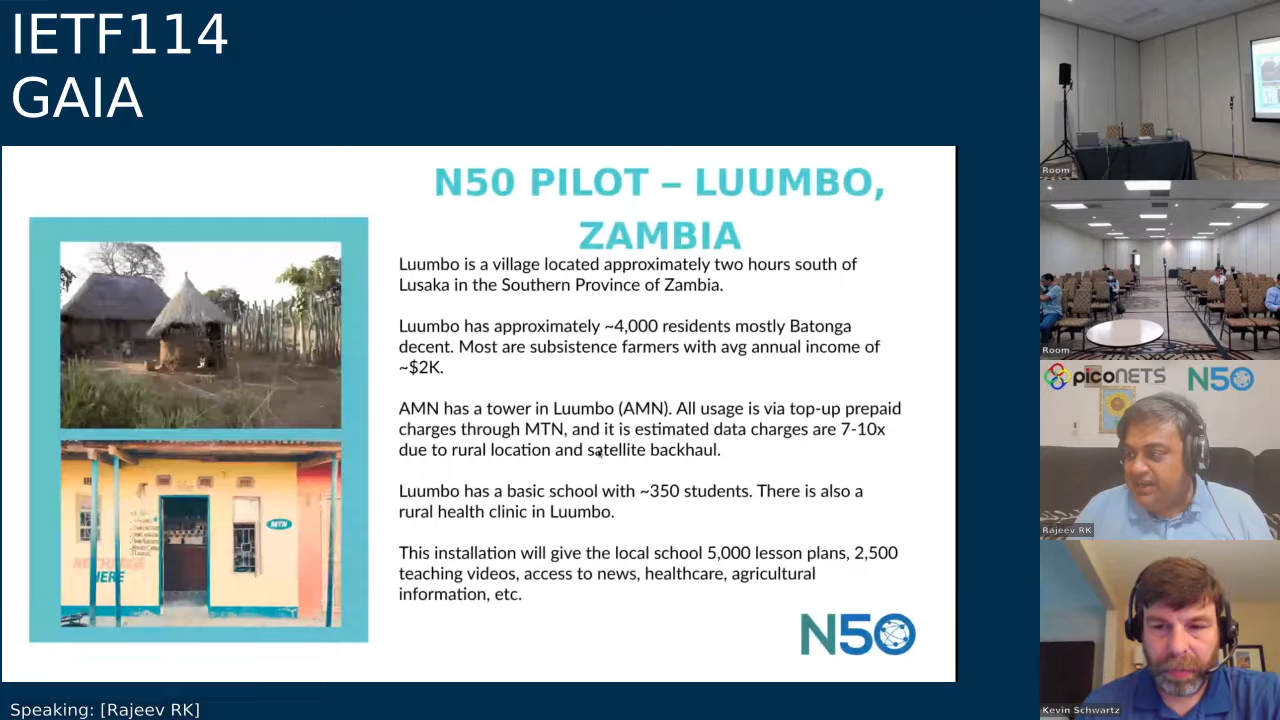 IETF114
GAIA
N50 PILOT – LUUMBO,
ZAMBIA
Luumbo is a village located approximately two hours south of
Lusaka in the Southern Province of Zambia.
Luumbo has approximately ~4,000 residents mostly Batonga
decent. Most are subsistence farmers with avg annual income of
~$2K.
AMN has a tower in Luumbo (AMN). All usage is via top-up prepaid
charges through MTN, and it is estimated data charges are 7-10x
due to rural location and satellite backhaul.
Luumbo has a basic school with ~350 students. There is also a
rural health clinic in Luumbo.
This installation will give the local school 5,000 lesson plans, 2,500
teaching videos, access to news, healthcare, agricultural
information, etc.
N50
MTN
HERE
Speaking: [Rajeev RK]
Room
Room
picoNETS N50
Rajeev RK
Kevin Schwartz